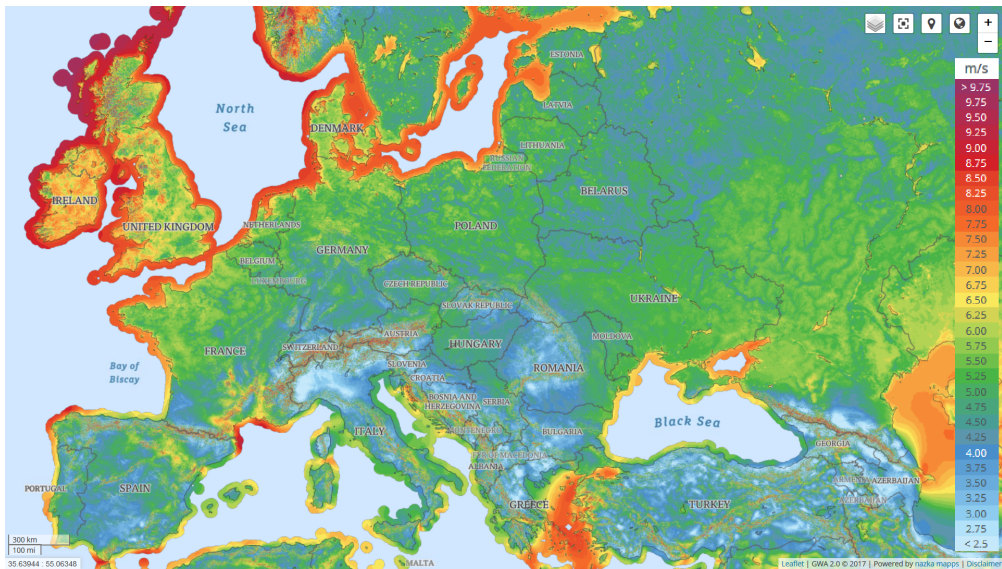 +
−
m/s
> 9.75
9.75
9.50
9.25
9.00
8.75
8.50
8.25
8.00
7.75
7.50
7.25
7.00
6.75
6.50
6.25
6.00
5.75
5.50
5.25
5.00
4.75
4.50
4.25
4.00
3.75
3.50
3.25
3.00
2.75
< 2.5
ESTONIA
LATVIA
North
Sea
DENMARK
LITHUANIA
RUSSIAN
FEDERATION
BELARUS
IRELAND
UNITED KINGDOM
NETHERLANDS
POLAND
GERMANY
BELGIUM
LUXEMBOURG
CZECH REPUBLIC
UKRAINE
SLOVAK REPUBLIC
AUSTRIA
MOLDOVA
HUNGARY
SWITZERLAND
FRANCE
Bay of
Biscay
SLOVENIA
ROMANIA
CROATIA
BOSNIA AND
HERZEGOVINA
SERBIA
Black Sea
ITALY
MONTENEGRO
BULGARIA
GEORGIA
FYR OF MACEDONIA
ALBANIA
ARMENIA
AZERBAIJAN
AZERBAIJAN
PORTUGAL
SPAIN
GREECE
TURKEY
MALTA
300 km
100 mi
35.63944 : 55.06348
Leaflet | GWA 2.0 © 2017 | Powered by nazka mapps | Disclaimer